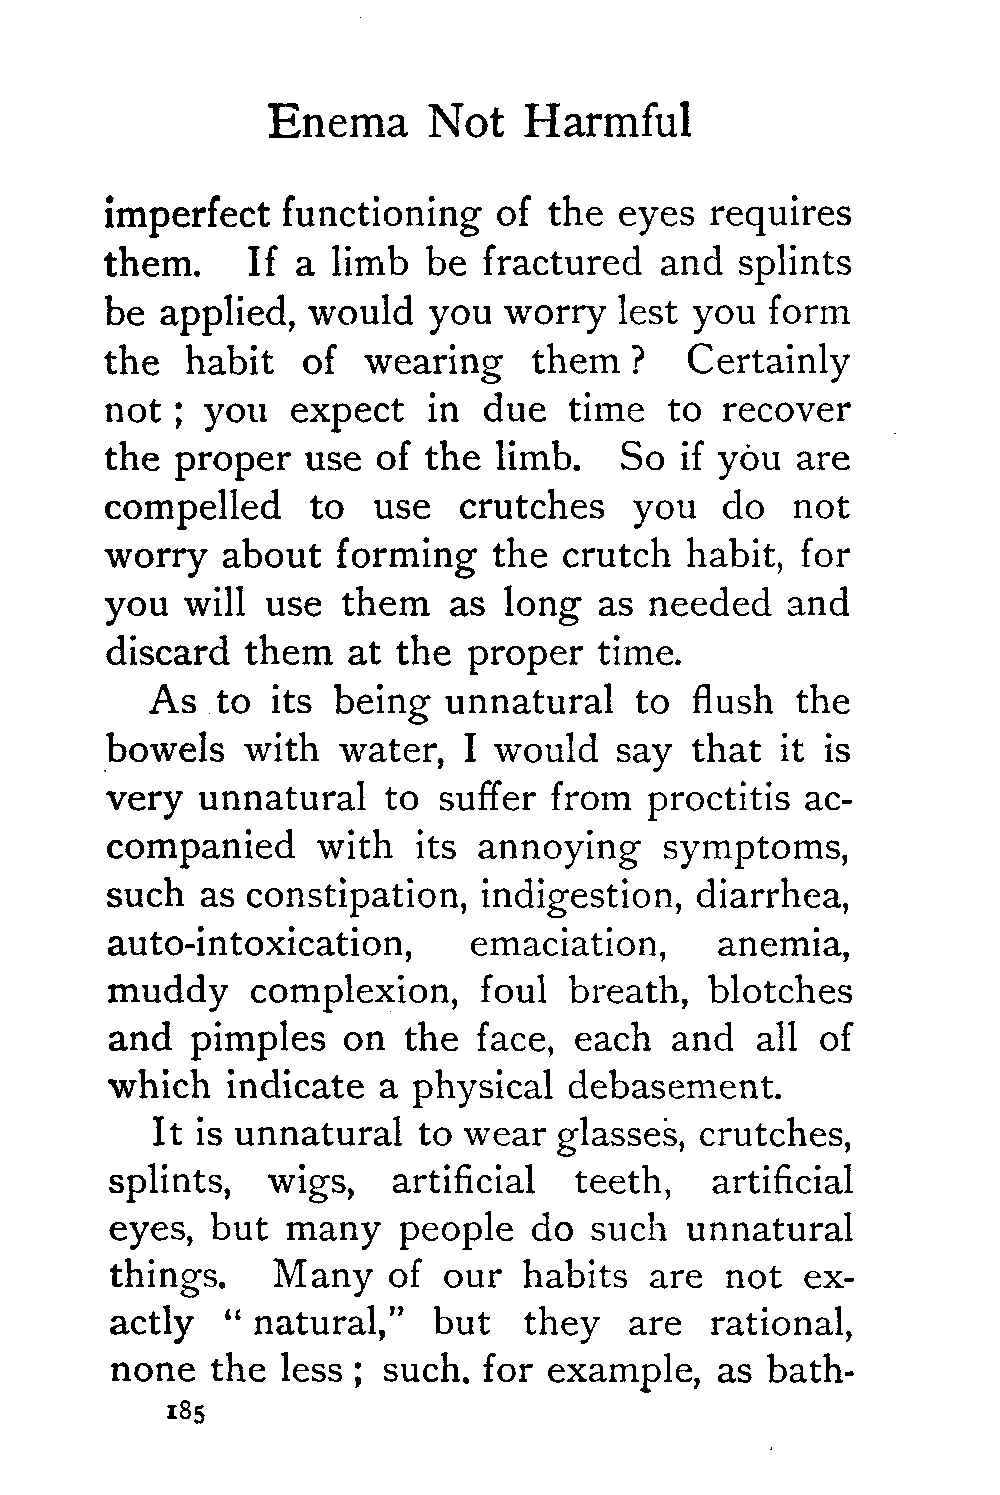 Enema Not Harmful
imperfect functioning of the eyes requires
them. If a limb be fractured and splints
be applied, would you worry lest you form
the habit of wearing them ? Certainly
not ; you expect in due time to recover
the proper use of the limb. So if you are
compelled to use crutches you do not
worry about forming the crutch habit, for
you will use them as long as needed and
discard them at the proper time.
As to its being unnatural to flush the
bowels with water, I would say that it is
very unnatural to suffer from proctitis ac-
companied with its annoying symptoms,
such as constipation, indigestion, diarrhea,
auto-intoxication, emaciation, anemia,
muddy complexion, foul breath, blotches
and pimples on the face, each and all of
which indicate a physical debasement.
It is unnatural to wear glasses, crutches,
splints, wigs, artificial teeth, artificial
eyes, but many people do such unnatural
things. Many of our habits are not ex-
actly " natural," but they are rational,
none the less ; such. for example, as bath-
185